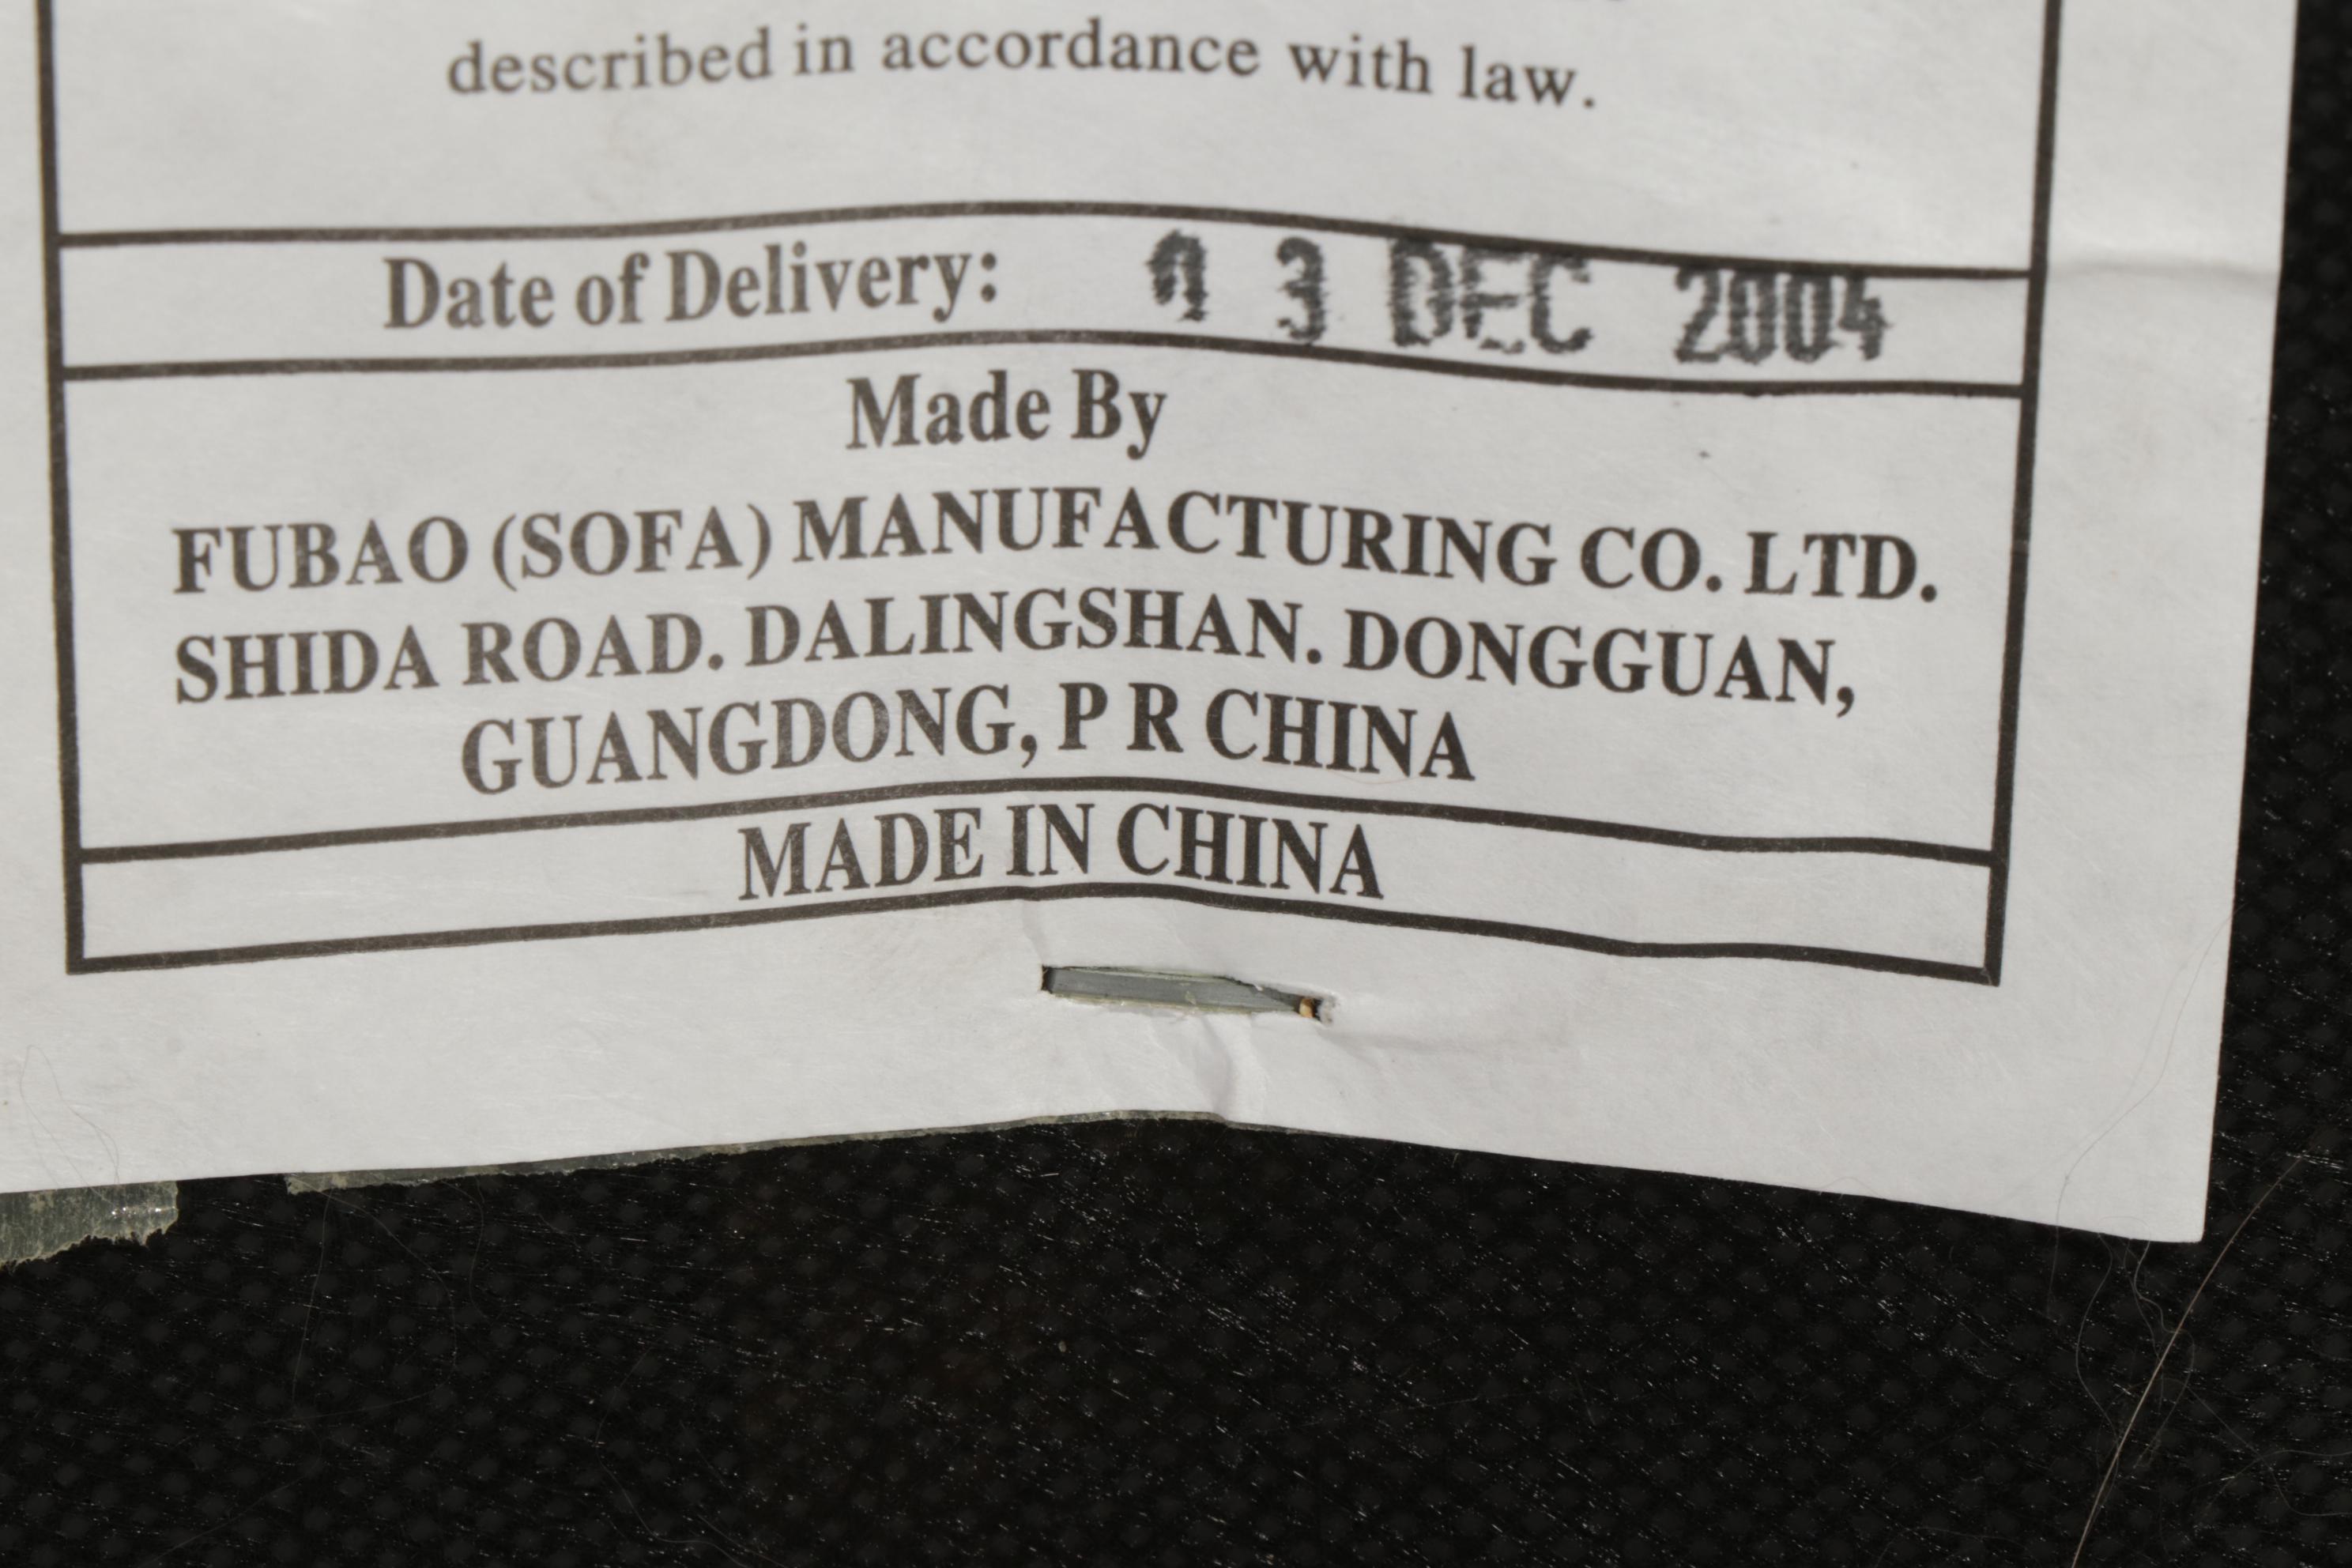 described in accordance with law.
Date of Delivery: 3 DEC 2004
Made By
FUBAO (SOFA) MANUFACTURING CO. LTD.
SHIDA ROAD. DALINGSHAN. DONGGUAN,
GUANGDONG, P R CHINA
MADE IN CHINA